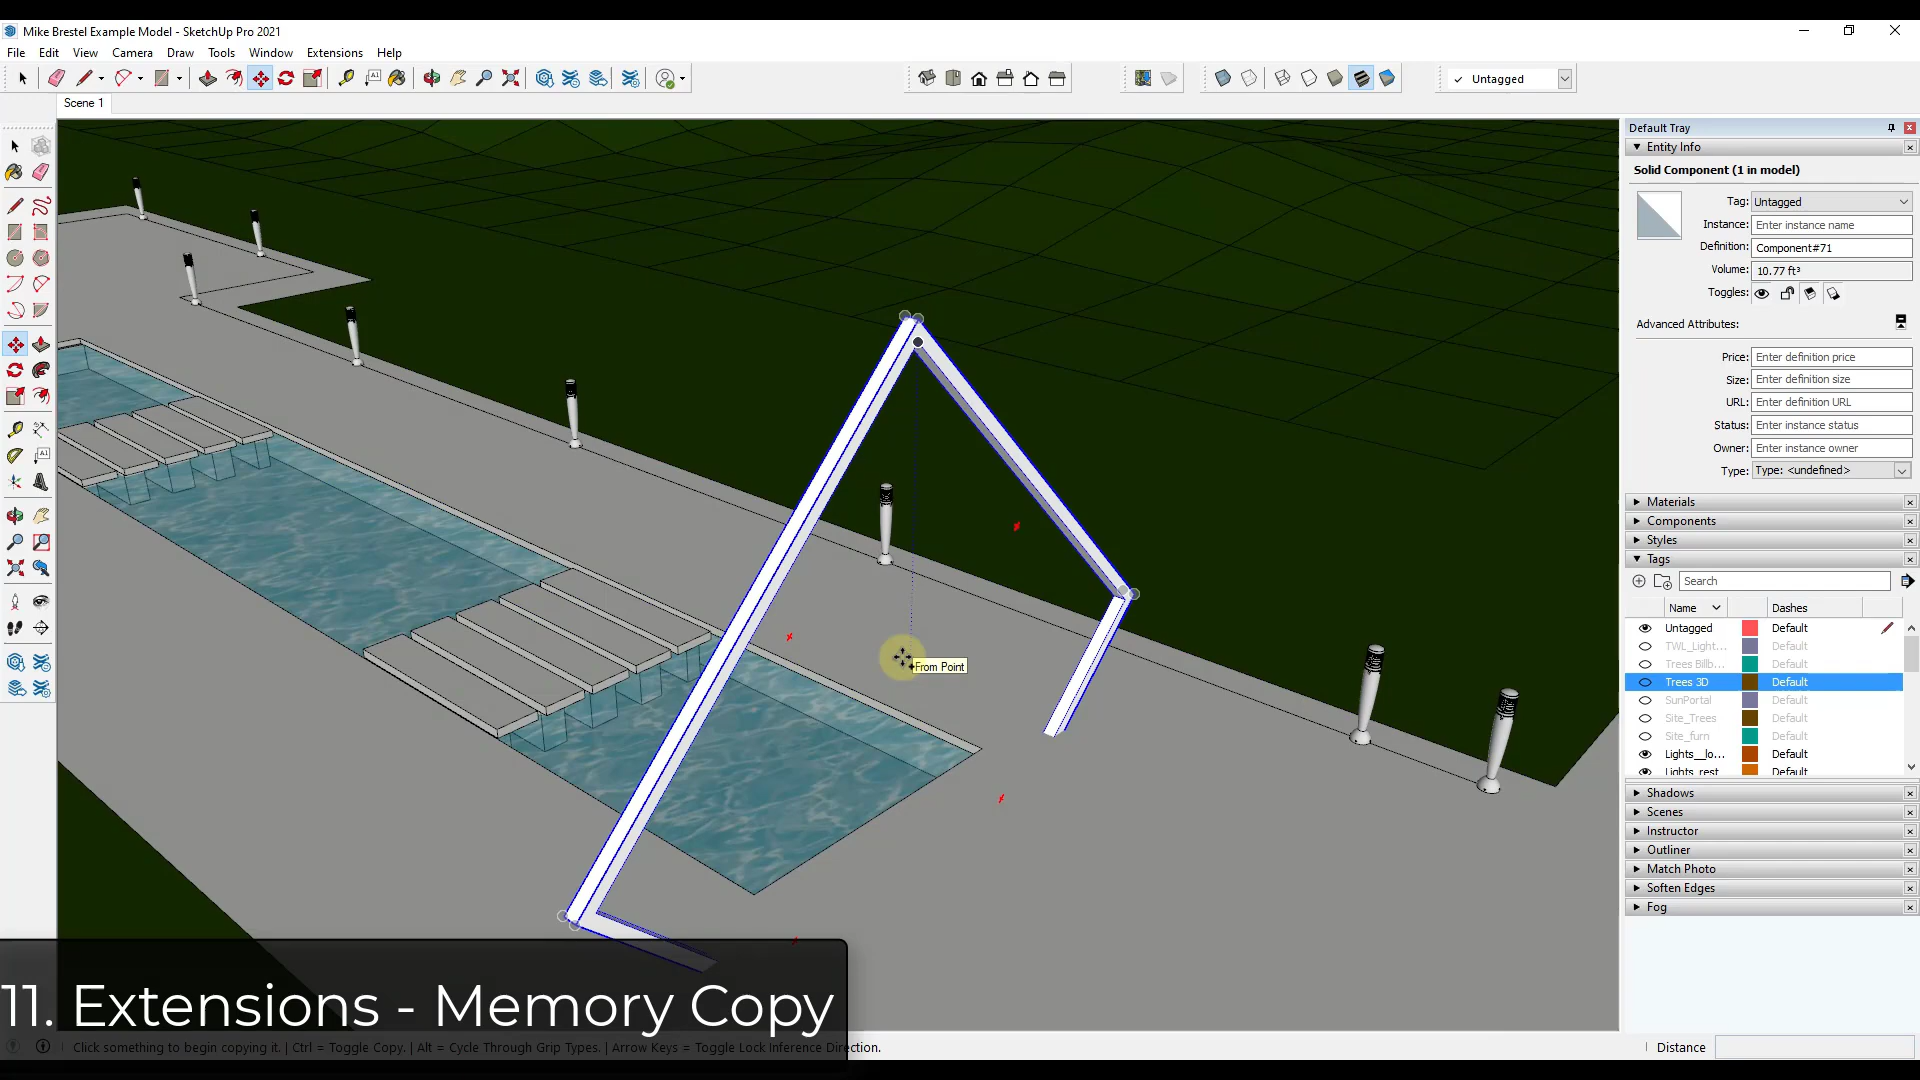 Mike Brestel Example Model - SketchUp Pro 2021
File Edit View Camera Draw Tools Window Extensions Help
Untagged
Scene 1
Default Tray
Entity Info
Solid Component (1 in model)
Tag: Untagged
Instance: Enter instance name
Definition: Component#71
Volume: 10.77 ft³
Toggles:
Advanced Attributes:
Price: Enter definition price
Size: Enter definition size
URL: Enter definition URL
Status: Enter instance status
Owner: Enter instance owner
Type: Type: <undefined>
Materials
Components
Styles
Tags
Search
Name Dashes
Untagged Default
TWL_Light... Default
Trees Billb... Default
Trees 3D Default
SunPortal Default
Site_Trees Default
Site_furn Default
Lights__lo... Default
Lights rest Default
Shadows
Scenes
Instructor
Outliner
Match Photo
Soften Edges
Fog
From Point
11. Extensions - Memory Copy
Click something to begin copying it. | Ctrl = Toggle Copy. | Alt = Cycle Through Grip Types. | Arrow Keys = Toggle Lock Inference Direction.
Distance